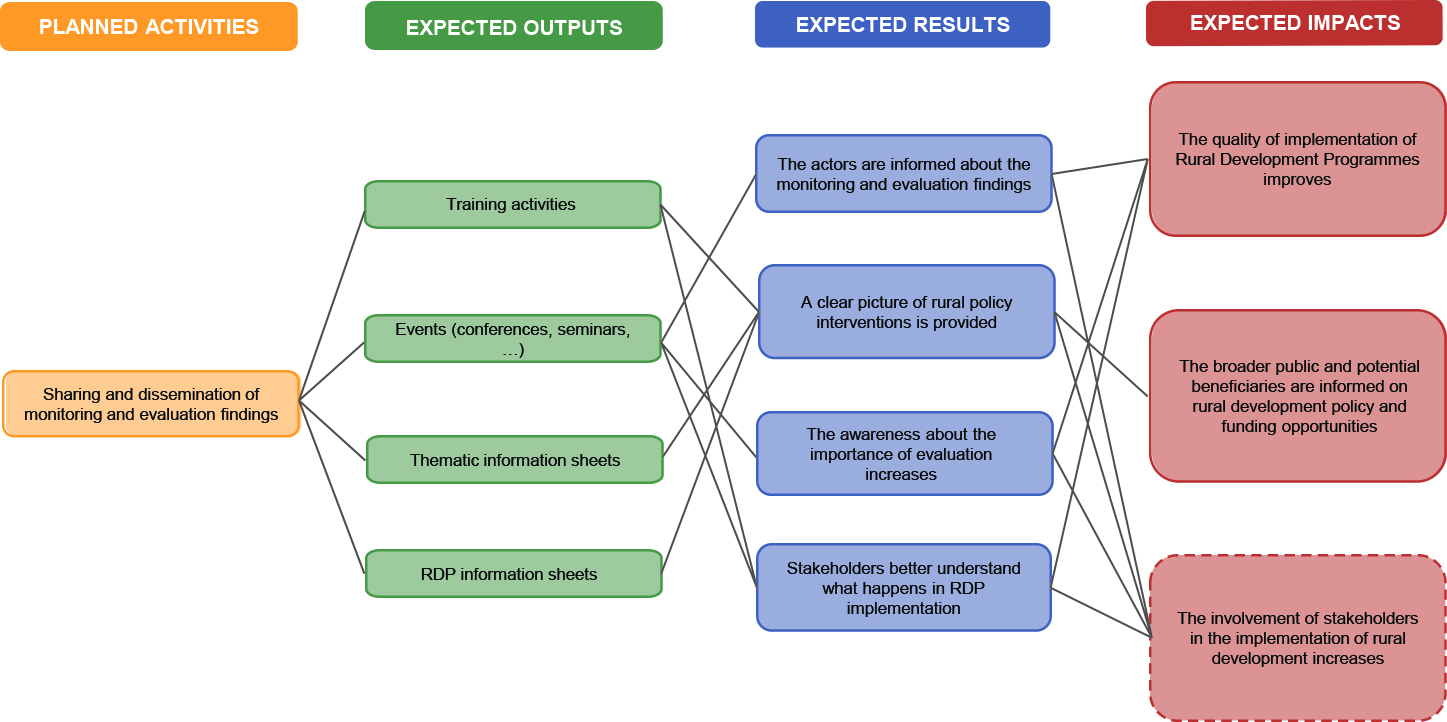 PLANNED ACTIVITIES
EXPECTED OUTPUTS
EXPECTED RESULTS
EXPECTED IMPACTS
Sharing and dissemination of
monitoring and evaluation findings
Training activities
Events (conferences, seminars,
…)
Thematic information sheets
RDP information sheets
The actors are informed about the
monitoring and evaluation findings
A clear picture of rural policy
interventions is provided
The awareness about the
importance of evaluation
increases
Stakeholders better understand
what happens in RDP
implementation
The quality of implementation of
Rural Development Programmes
improves
The broader public and potential
beneficiaries are informed on
rural development policy and
funding opportunities
The involvement of stakeholders
in the implementation of rural
development increases